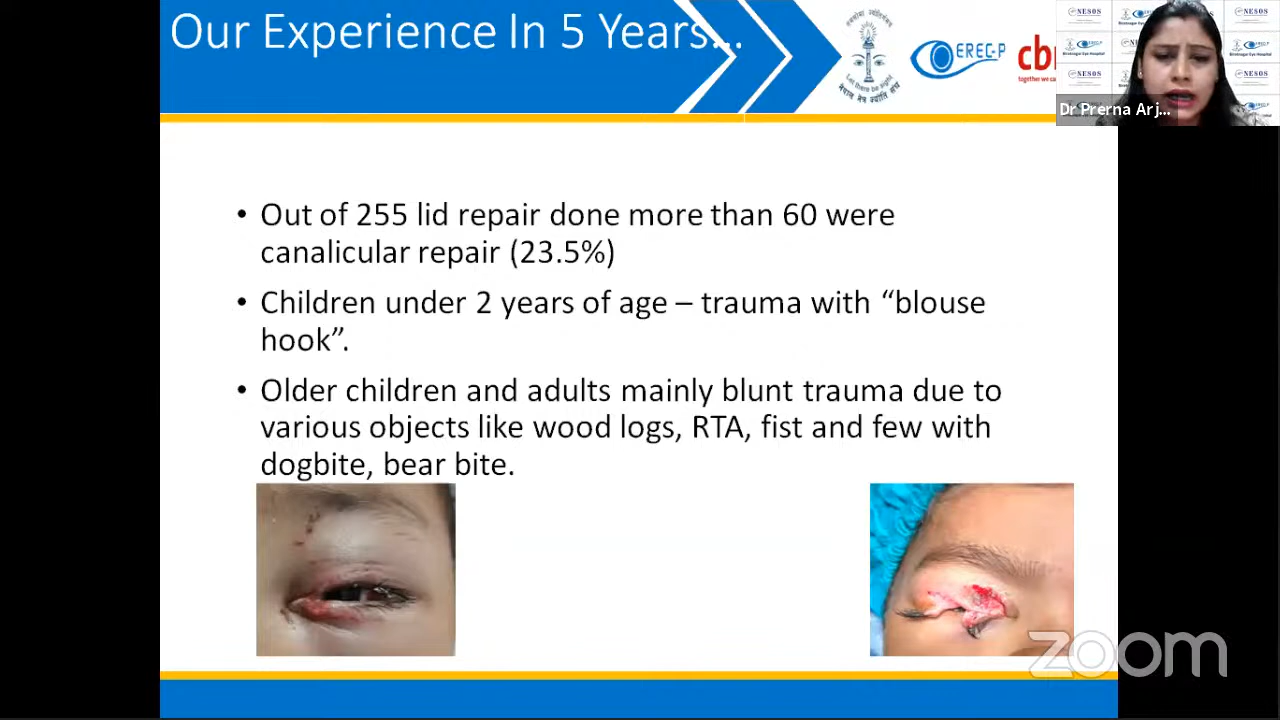 Our Experience In 5 Years...
EREC-P
cb
together we ca
NESOS
Dr Prerna Arj...
• Out of 255 lid repair done more than 60 were
canalicular repair (23.5%)
• Children under 2 years of age – trauma with “blouse
hook”.
• Older children and adults mainly blunt trauma due to
various objects like wood logs, RTA, fist and few with
dogbite, bear bite.
zoom